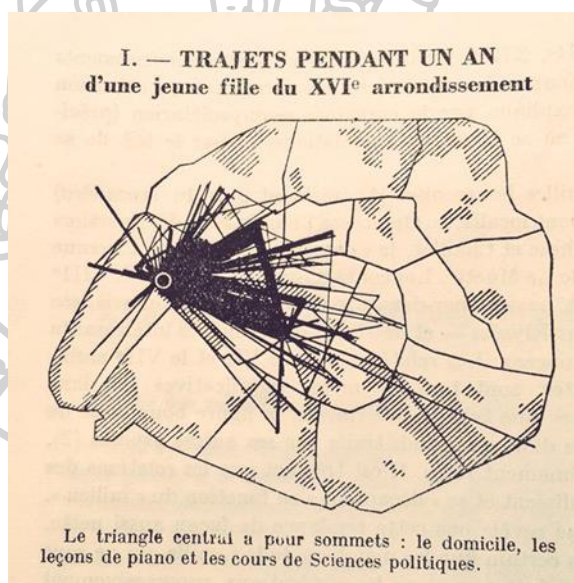 I. — TRAJETS PENDANT UN AN
d'une jeune fille du XVIe arrondissement
Le triangle central a pour sommets : le domicile, les
leçons de piano et les cours de Sciences politiques.